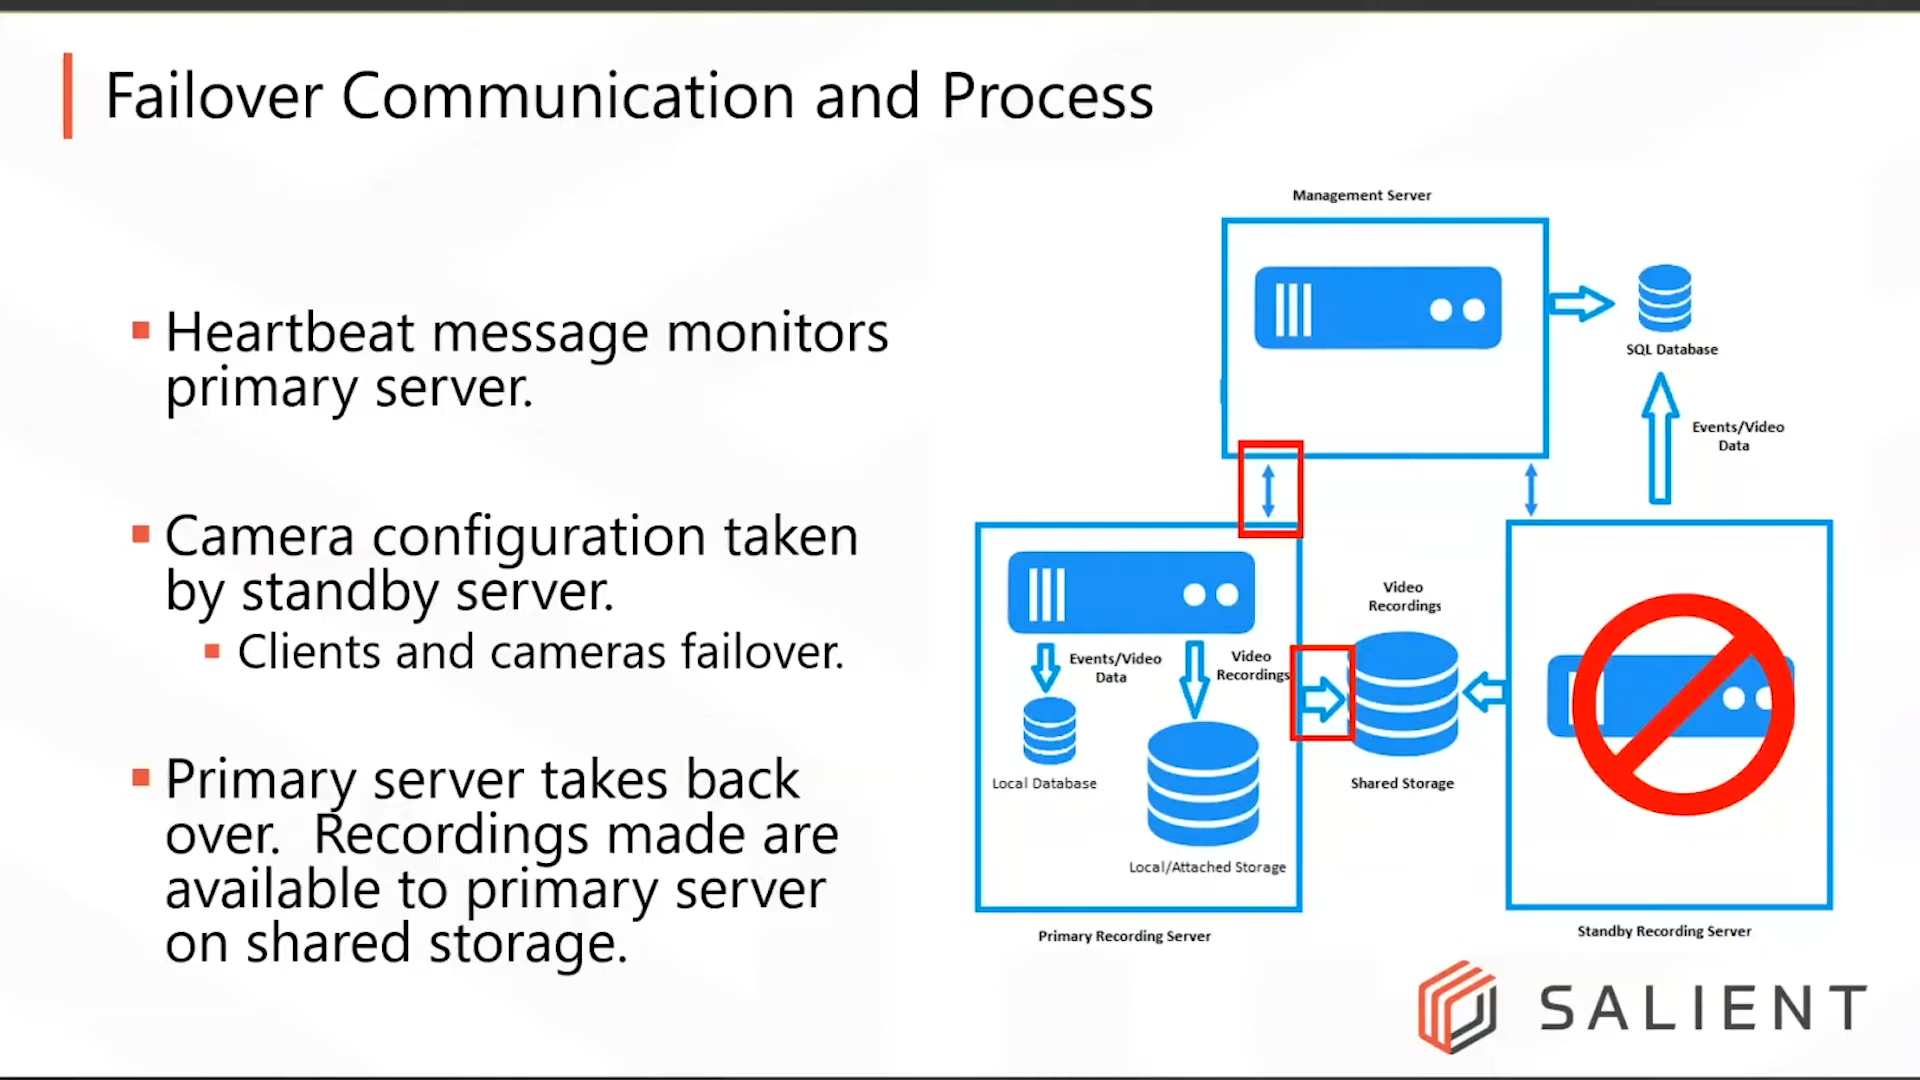 Failover Communication and Process
Heartbeat message monitors
primary server.
Camera configuration taken
by standby server.
Clients and cameras failover.
Primary server takes back
over.  Recordings made are
available to primary server
on shared storage.
Management Server
SQL Database
Events/Video
Data
Video
Recordings
Events/Video
Data
Video
Recordings
Local Database
Shared Storage
Local/Attached Storage
Primary Recording Server
Standby Recording Server
SALIENT